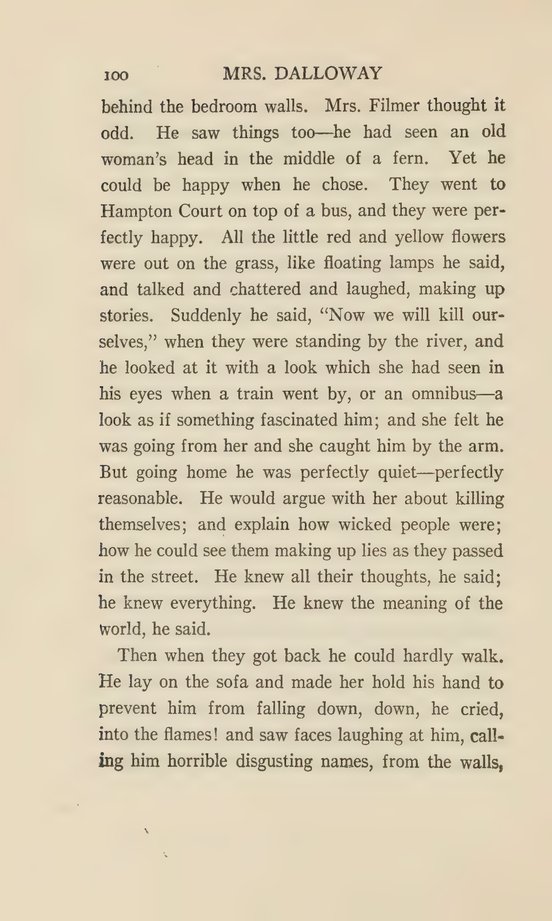 100 MRS. DALLOWAY
behind the bedroom walls. Mrs. Filmer thought it
odd. He saw things too—he had seen an old
woman's head in the middle of a fern. Yet he
could be happy when he chose. They went to
Hampton Court on top of a bus, and they were per-
fectly happy. All the little red and yellow flowers
were out on the grass, like floating lamps he said,
and talked and chattered and laughed, making up
stories. Suddenly he said, “Now we will kill our-
selves,” when they were standing by the river, and
he looked at it with a look which she had seen in
his eyes when a train went by, or an omnibus—a
look as if something fascinated him; and she felt he
was going from her and she caught him by the arm.
But going home he was perfectly quiet—perfectly
reasonable. He would argue with her about killing
themselves; and explain how wicked people were;
how he could see them making up lies as they passed
in the street. He knew all their thoughts, he said;
he knew everything. He knew the meaning of the
world, he said.
Then when they got back he could hardly walk.
He lay on the sofa and made her hold his hand to
prevent him from falling down, down, he cried,
into the flames! and saw faces laughing at him, call-
ing him horrible disgusting names, from the walls,